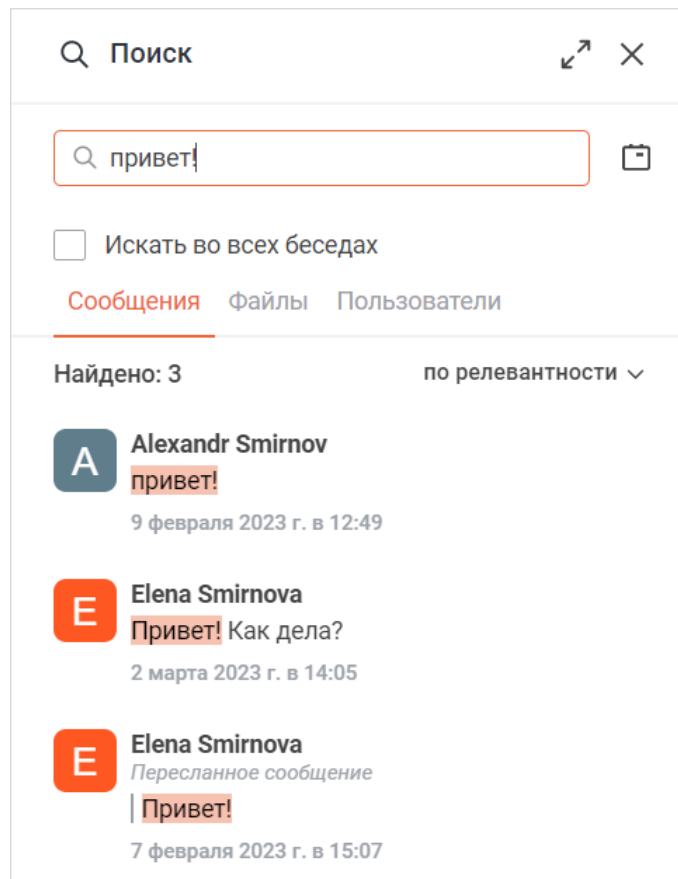 Поиск
привет!
Искать во всех беседах
Сообщения Файлы Пользователи
Найдено: 3 по релевантности
A
Alexandr Smirnov
привет!
9 февраля 2023 г. в 12:49
E
Elena Smirnova
Привет! Как дела?
2 марта 2023 г. в 14:05
E
Elena Smirnova
Пересланное сообщение
Привет!
7 февраля 2023 г. в 15:07